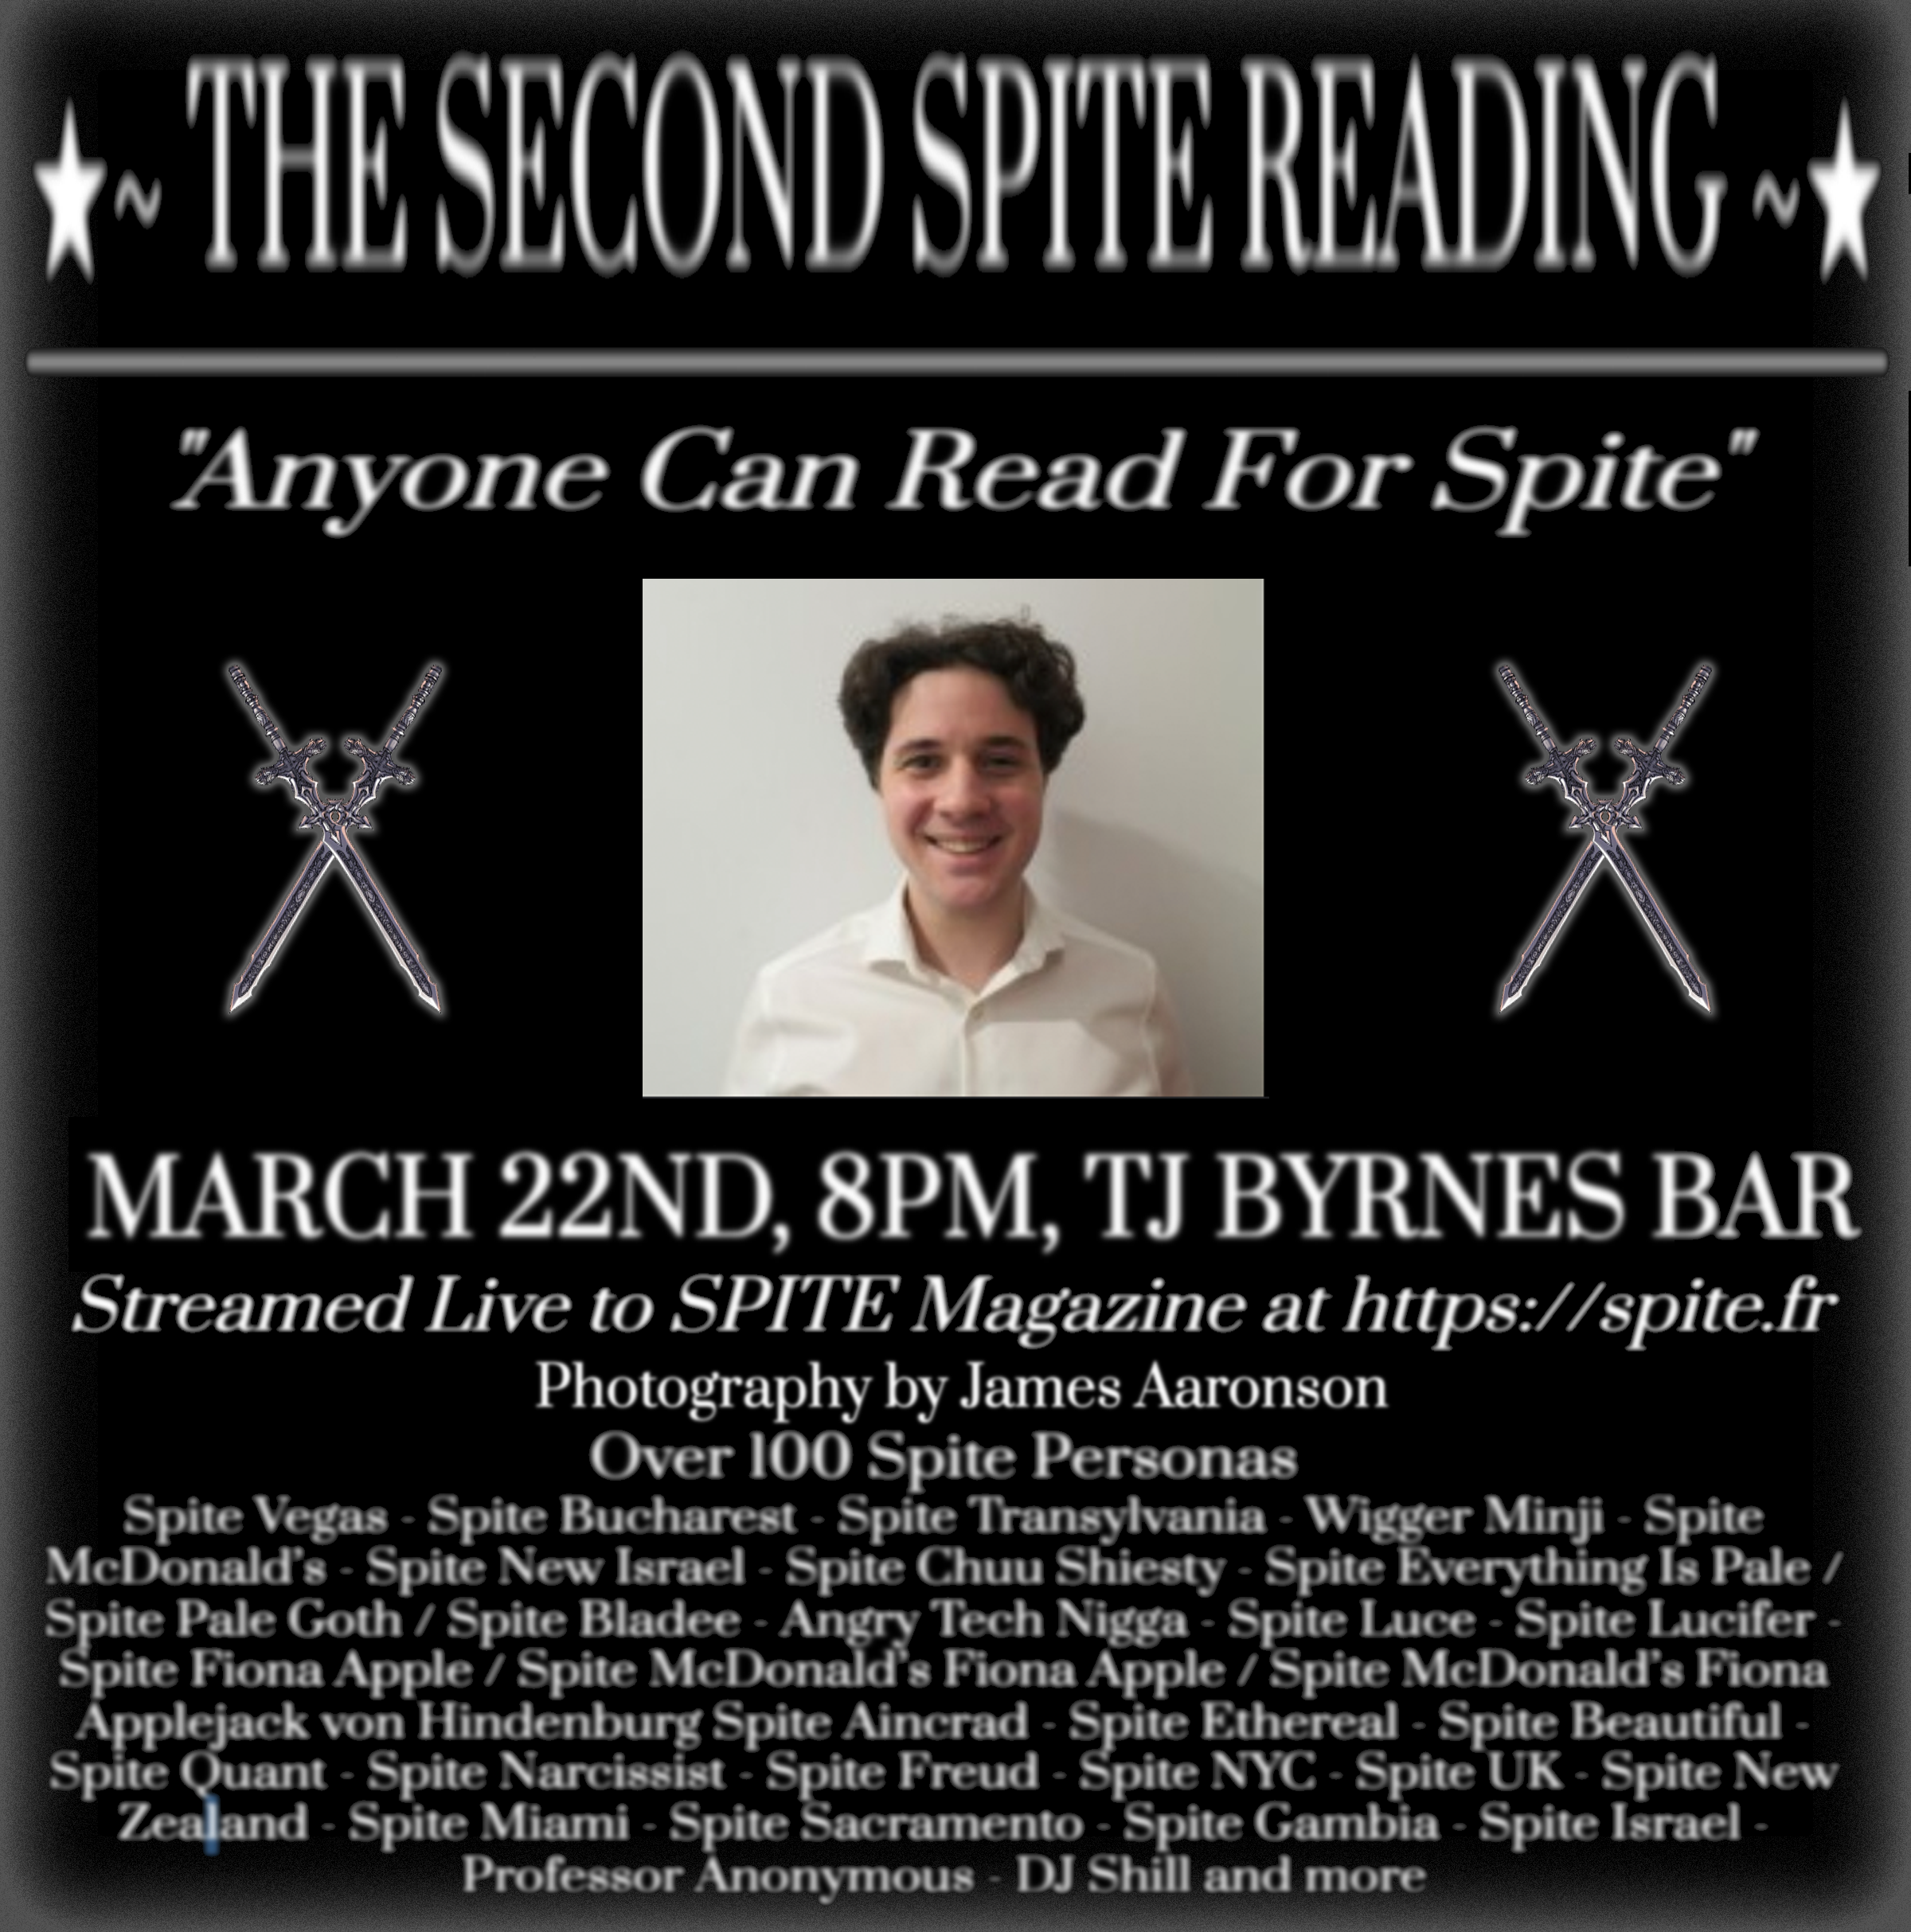 ★~ THE SECOND SPITE READING ~★
"Anyone Can Read For Spite"
MARCH 22ND, 8PM, TJ BYRNES BAR
Streamed Live to SPITE Magazine at https://spite.fr
Photography by James Aaronson
Over 100 Spite Personas
Spite Vegas - Spite Bucharest - Spite Transylvania - Wigger Minji - Spite
McDonald's - Spite New Israel - Spite Chuu Shiesty - Spite Everything Is Pale /
Spite Pale Goth / Spite Bladee - Angry Tech Nigga - Spite Luce - Spite Lucifer -
Spite Fiona Apple / Spite McDonald's Fiona Apple / Spite McDonald's Fiona
Applejack von Hindenburg Spite Aincrad - Spite Ethereal - Spite Beautiful -
Spite Quant - Spite Narcissist - Spite Freud - Spite NYC - Spite UK - Spite New
Zealand - Spite Miami - Spite Sacramento - Spite Gambia - Spite Israel -
Professor Anonymous - DJ Shill and more